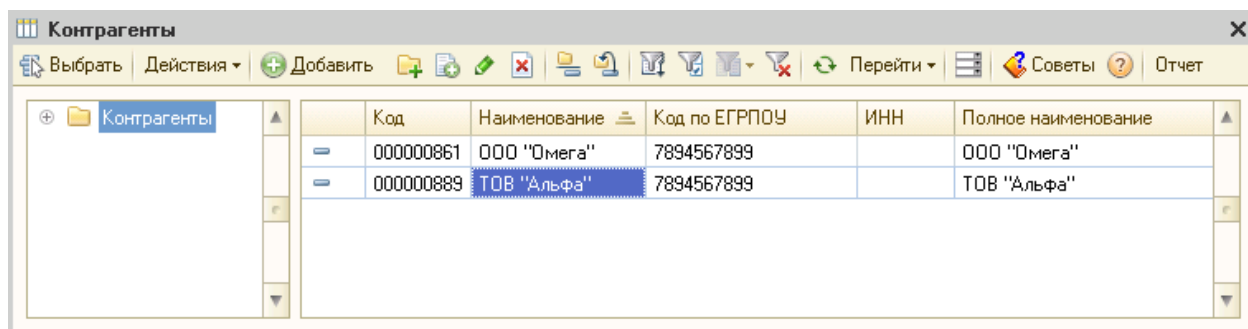 Контрагенты
Выбрать Действия Добавить Перейти Советы Отчет
Контрагенты
Код Наименование Код по ЕГРПОУ ИНН Полное наименование
000000861 ООО "Омега" 7894567899 ООО "Омега"
000000889 ТОВ "Альфа" 7894567899 ТОВ "Альфа"